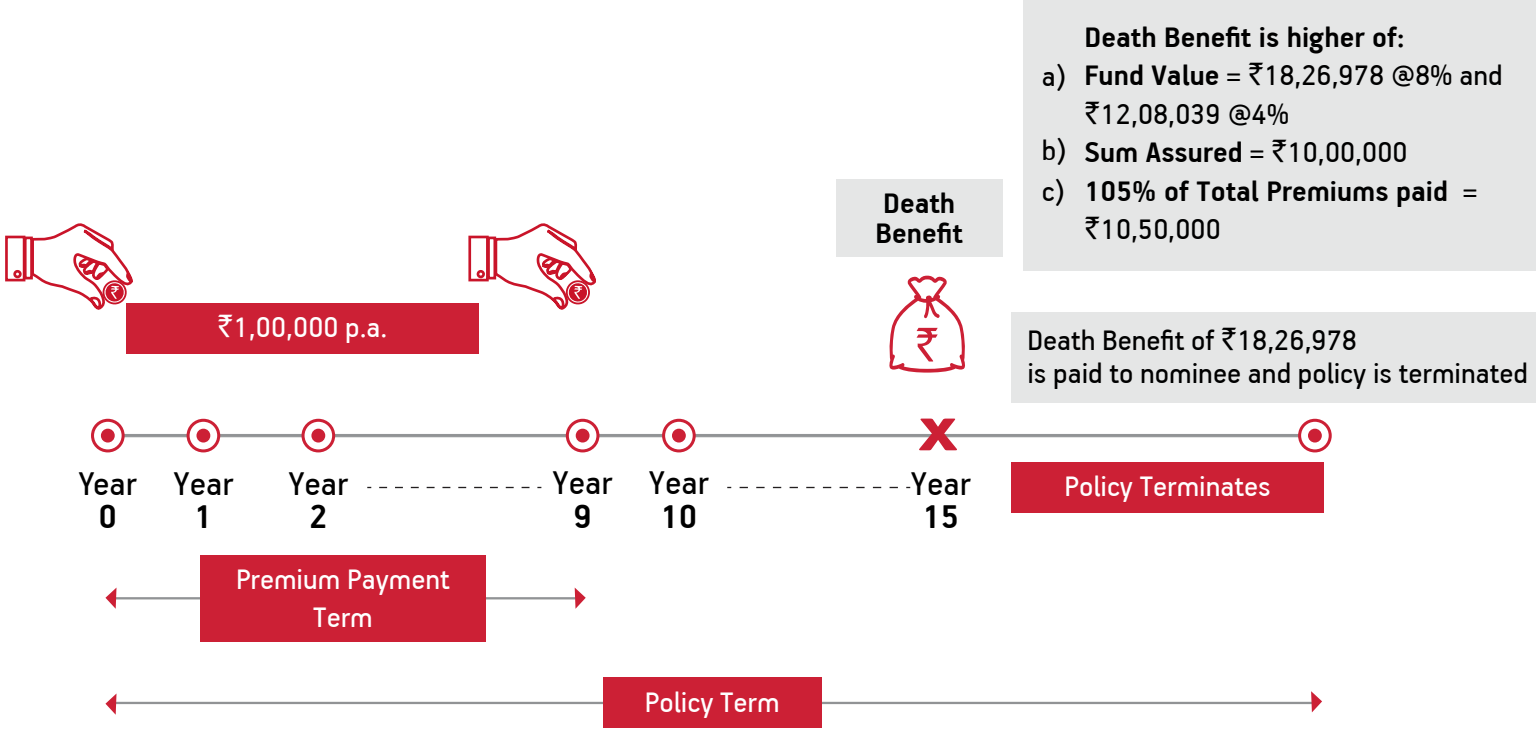 Death Benefit is higher of:
a) Fund Value = ₹18,26,978 @8% and
₹12,08,039 @4%
b) Sum Assured = ₹10,00,000
c) 105% of Total Premiums paid =
₹10,50,000
Death
Benefit
₹
₹
₹1,00,000 p.a.
₹
Death Benefit of ₹18,26,978
is paid to nominee and policy is terminated
Year
0
Year
1
Year
2
Year
9
Year
10
Year
15
Policy Terminates
Premium Payment
Term
Policy Term